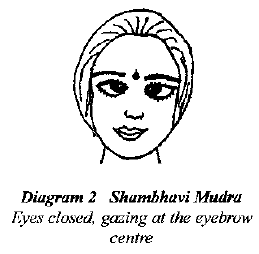 Diagram 2 Shambhavi Mudra
Eyes closed, gazing at the eyebrow
centre